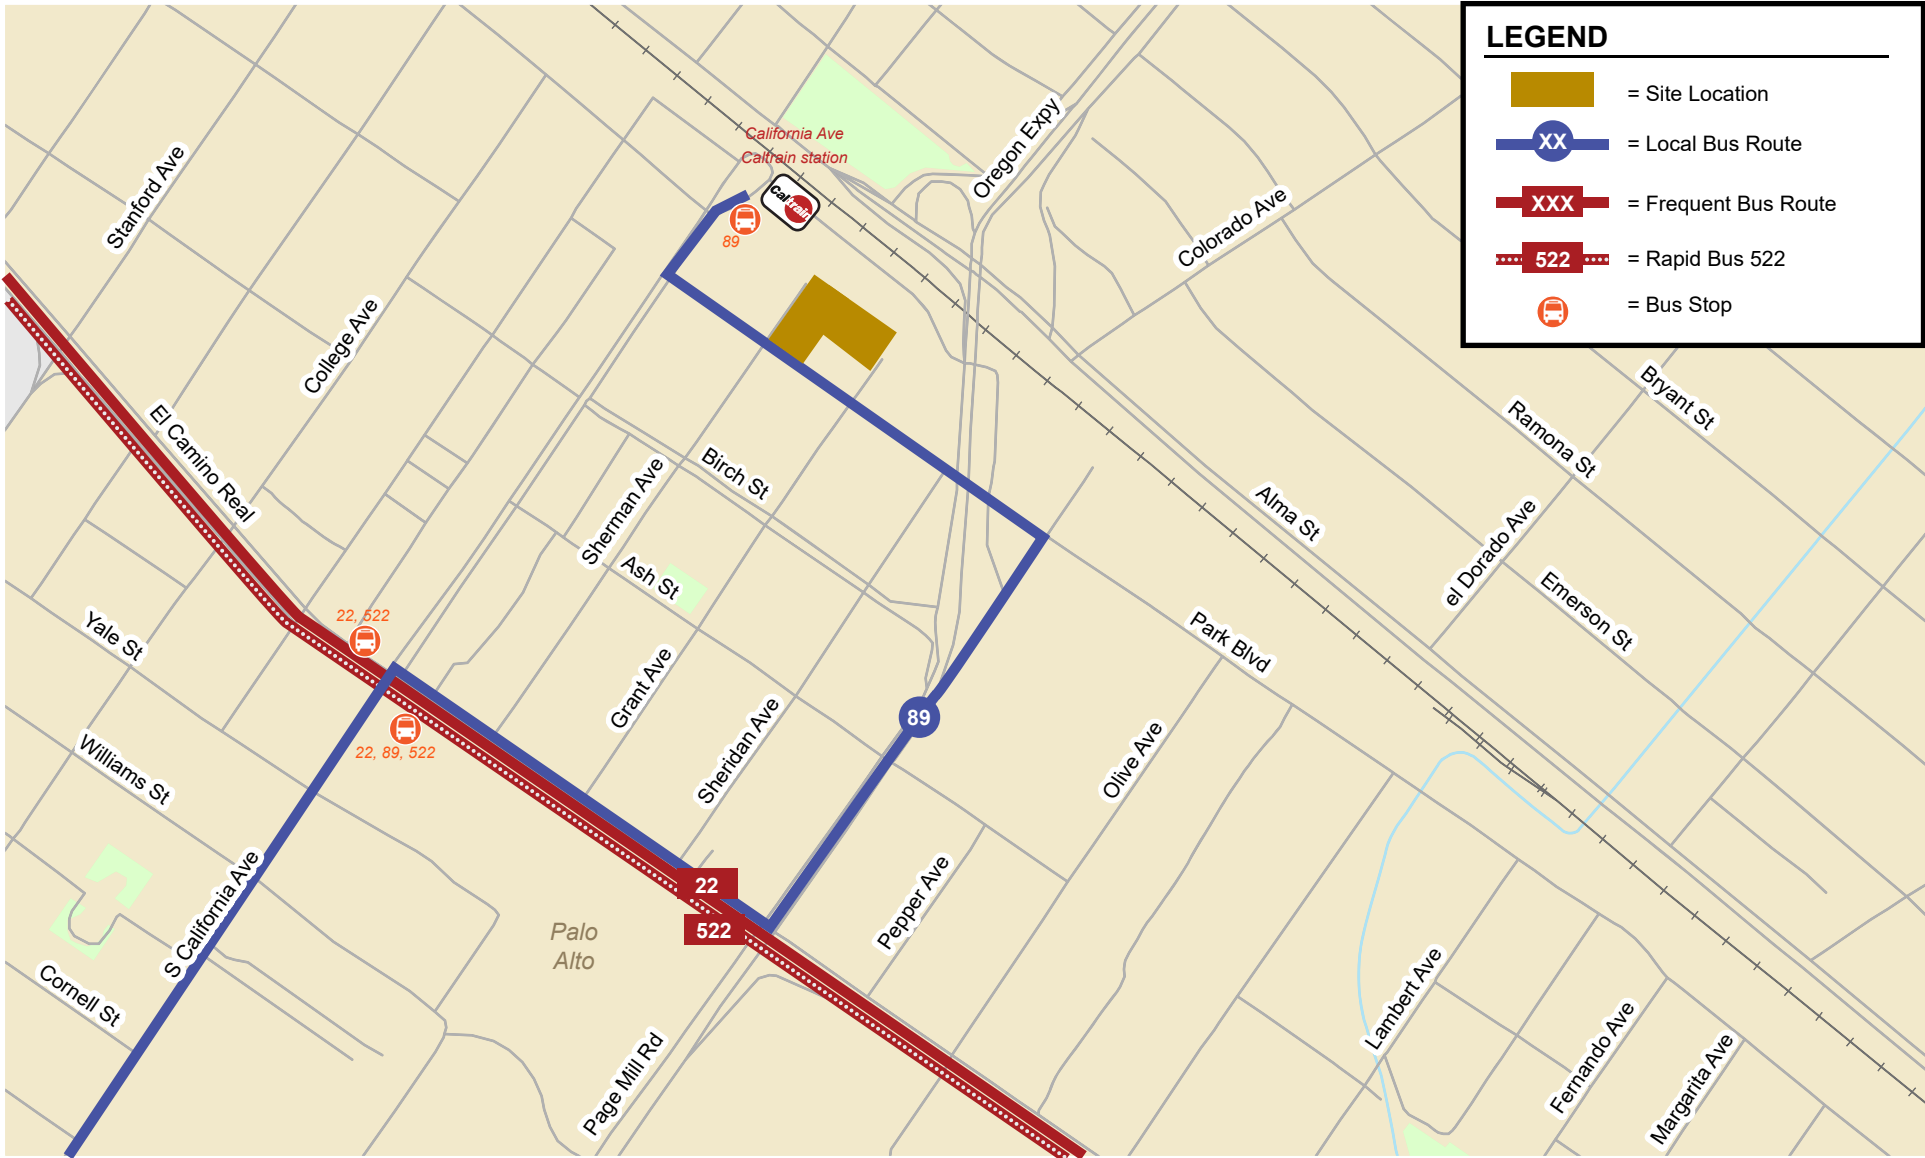 LEGEND
= Site Location
XX
= Local Bus Route
XXX
= Frequent Bus Route
522
= Rapid Bus 522
= Bus Stop
California Ave
Caltrain station
Caltrain
89
Oregon Expy
Stanford Ave
Colorado Ave
College Ave
El Camino Real
Bryant St
Ramona St
Birch St
Sherman Ave
Alma St
el Dorado Ave
Ash St
Emerson St
22, 522
Yale St
Park Blvd
Grant Ave
Sheridan Ave
89
22, 89, 522
Williams St
Olive Ave
S California Ave
Pepper Ave
22
522
Palo
Alto
Cornell St
Lambert Ave
Page Mill Rd
Fernando Ave
Margarita Ave